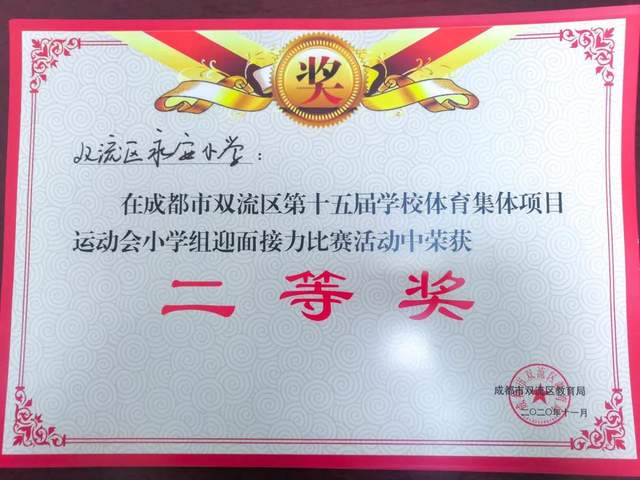 奖
双流区永安小学：
在成都市双流区第十五届学校体育集体项目
运动会小学组迎面接力比赛活动中荣获
二等奖
成都市双流区教育局
二〇二〇年十一月